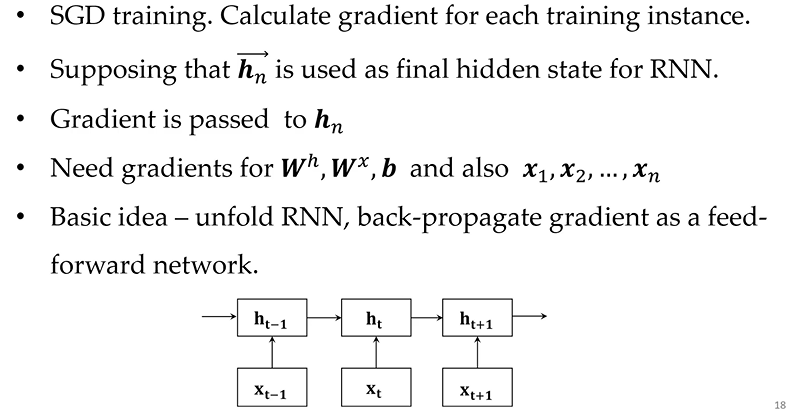 • SGD training. Calculate gradient for each training instance.
• Supposing that $\overrightarrow{\boldsymbol{h}_n}$ is used as final hidden state for RNN.
• Gradient is passed to $\boldsymbol{h}_n$
• Need gradients for $\boldsymbol{W}^h, \boldsymbol{W}^x, \boldsymbol{b}$ and also $\boldsymbol{x}_1, \boldsymbol{x}_2, \ldots, \boldsymbol{x}_n$
• Basic idea – unfold RNN, back-propagate gradient as a feed-
forward network.
$\mathbf{h_{t-1}}$ $\mathbf{h_t}$ $\mathbf{h_{t+1}}$
$\mathbf{x_{t-1}}$ $\mathbf{x_t}$ $\mathbf{x_{t+1}}$
18